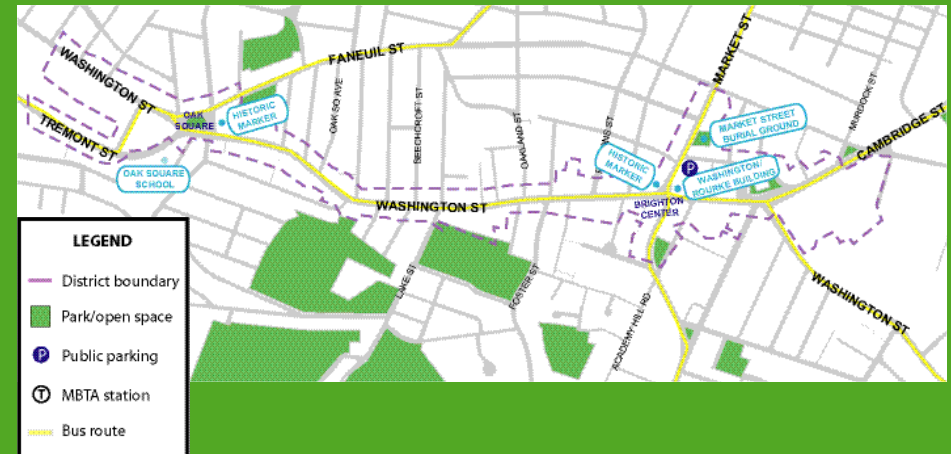 WASHINGTON ST
TREMONT ST
FANEUIL ST
OAK
SQUARE
HISTORIC
MARKER
OAK SQUARE
SCHOOL
OAK SQ AVE
BEECHCROFT ST
OAKLAND ST
NS ST
MARKET ST
MURDOCK ST
CAMBRIDGE ST
MARKET STREET
BURIAL GROUND
HISTORIC
MARKER
P
WASHINGTON/
ROURKE BUILDING
WASHINGTON ST
BRIGHTON
CENTER
WASHINGTON ST
LAKE ST
FOSTER ST
ACADEMY HILL RD
LEGEND
District boundary
Park/open space
P Public parking
T MBTA station
Bus route